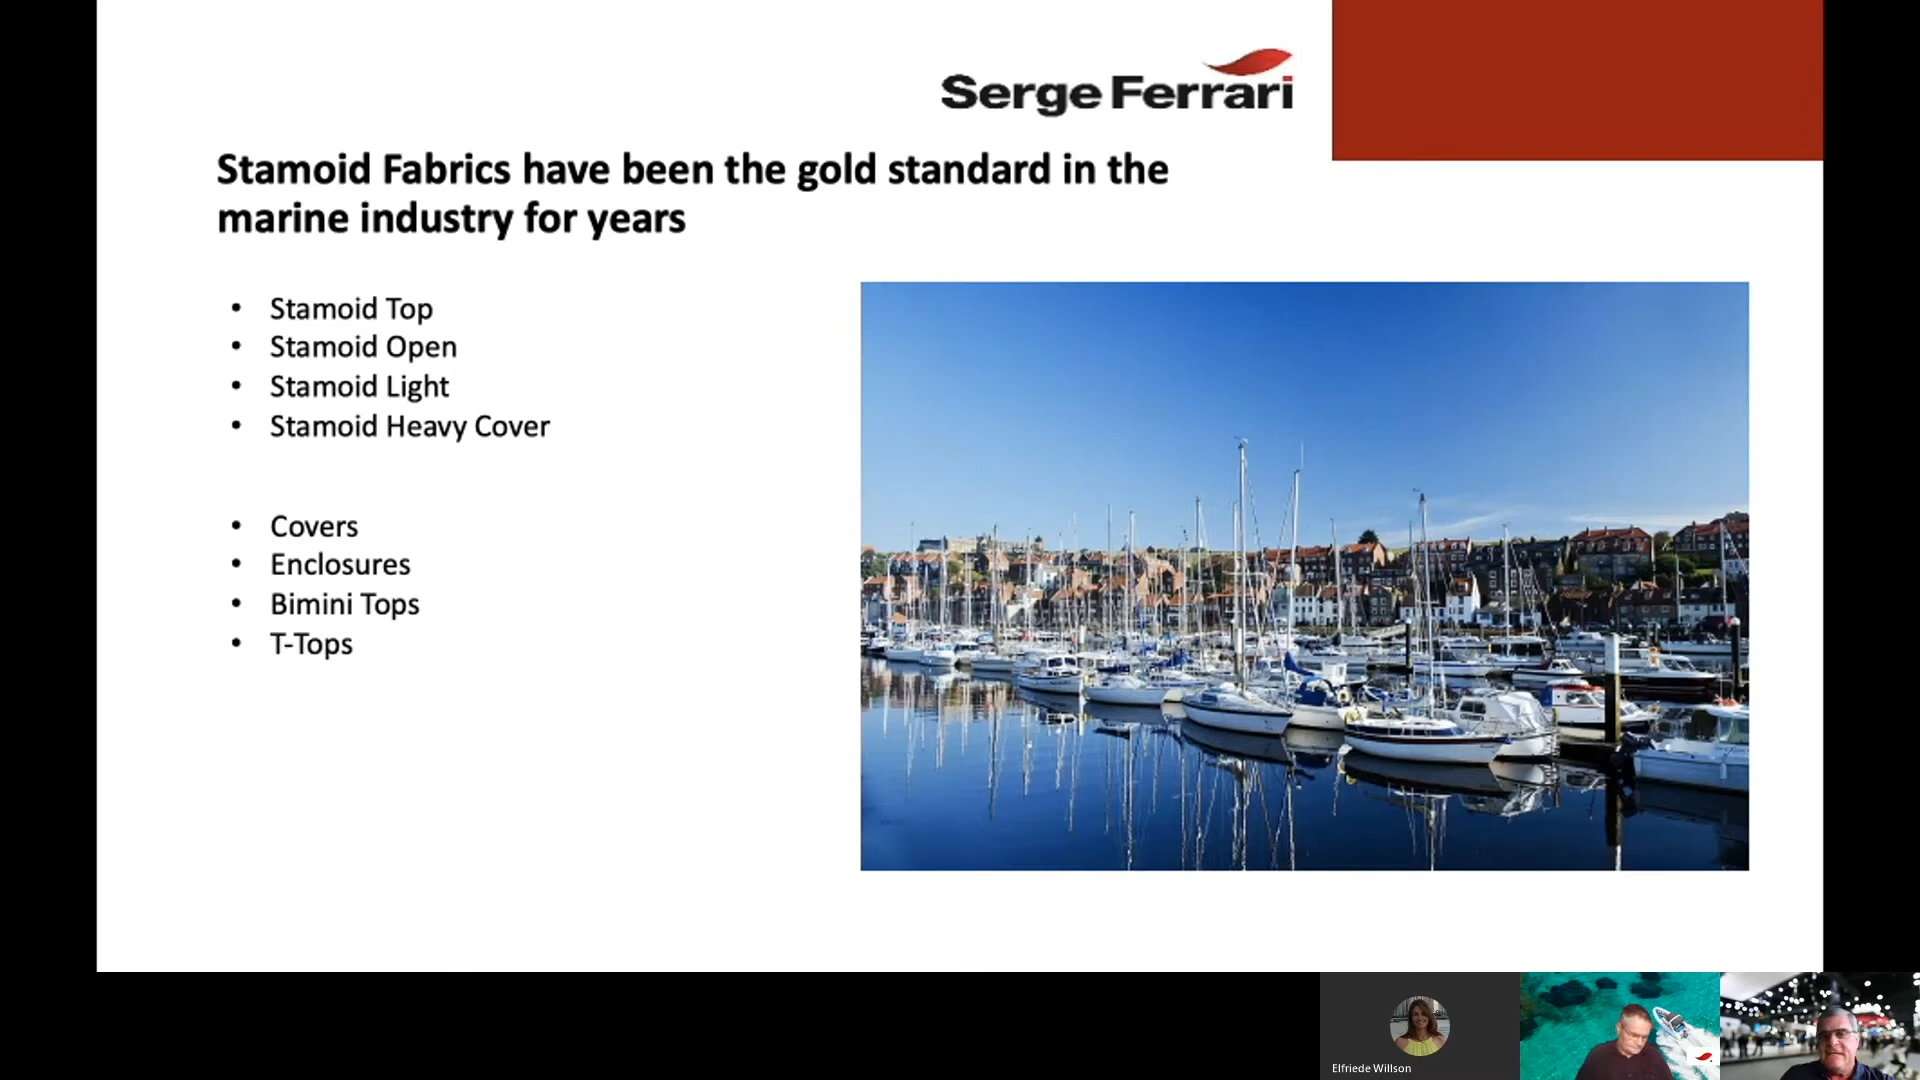 Serge Ferrari
Stamoid Fabrics have been the gold standard in the
marine industry for years
• Stamoid Top
• Stamoid Open
• Stamoid Light
• Stamoid Heavy Cover
• Covers
• Enclosures
• Bimini Tops
• T-Tops
Elfriede Willson